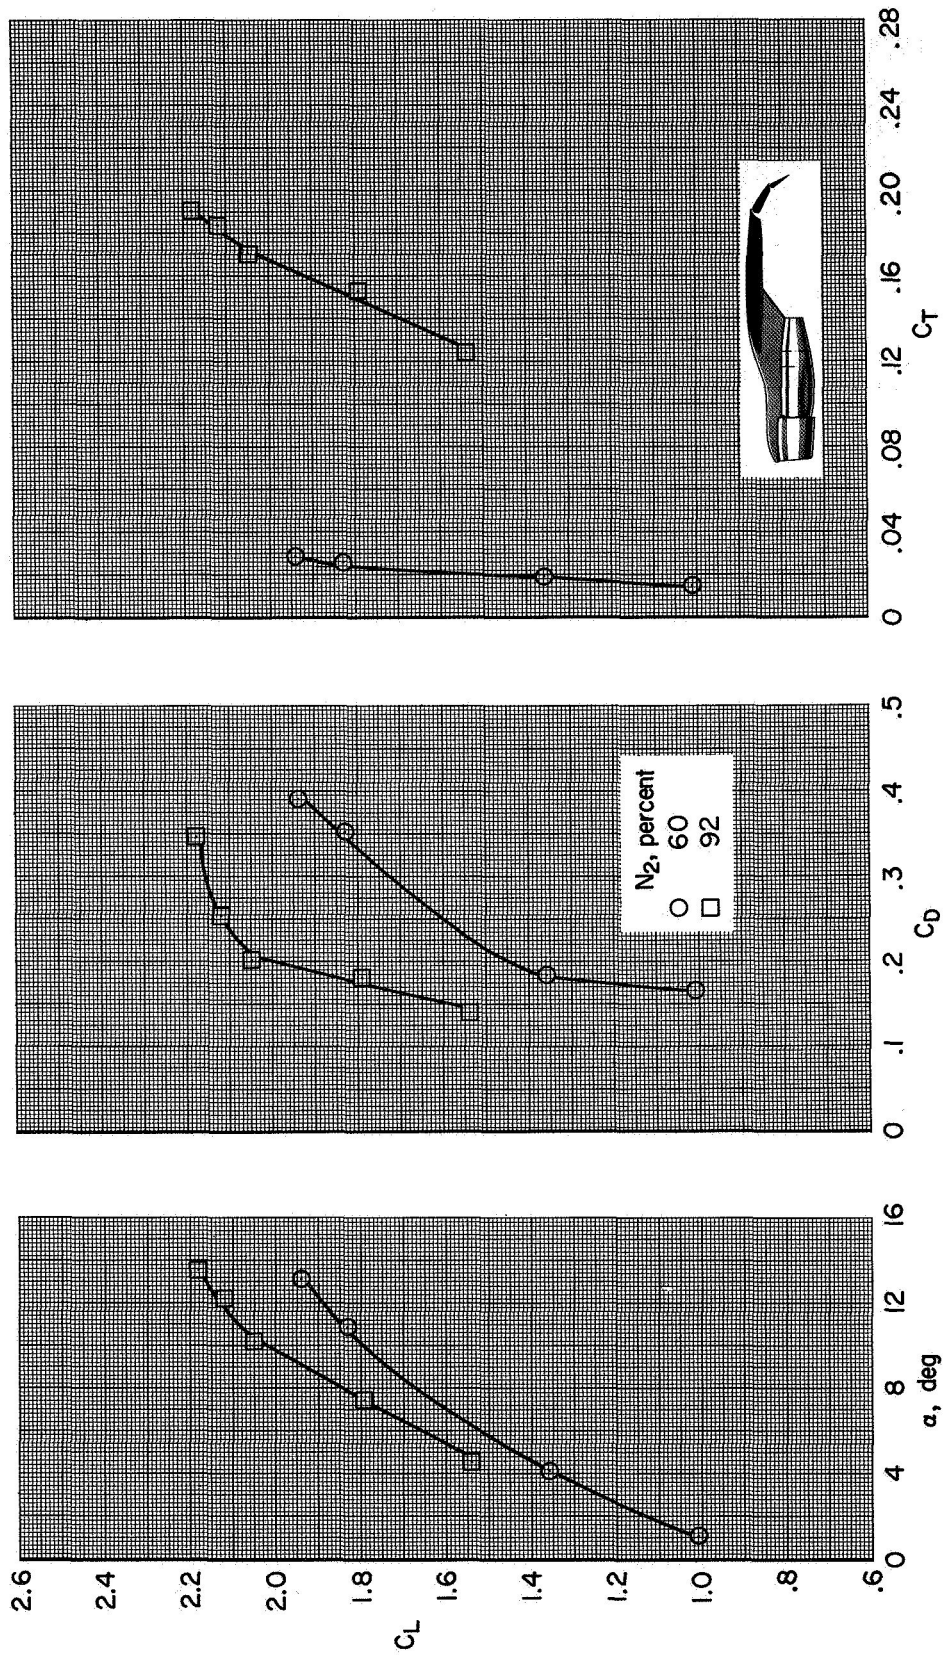 2.6
2.4
2.2
2.0
1.8
1.6
1.4
1.2
1.0
.8
.6
C_L
0 4 8 12 16
α, deg
0 .1 .2 .3 .4 .5
C_D
N₂, percent
○ 60
□ 92
0 .04 .08 .12 .16 .20 .24 .28
C_T